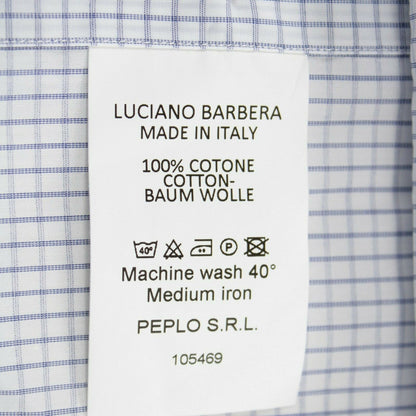 LUCIANO BARBERA
MADE IN ITALY
100% COTONE
COTTON-
BAUM WOLLE
40° P
Machine wash 40°
Medium iron
PEPLO S.R.L.
105469